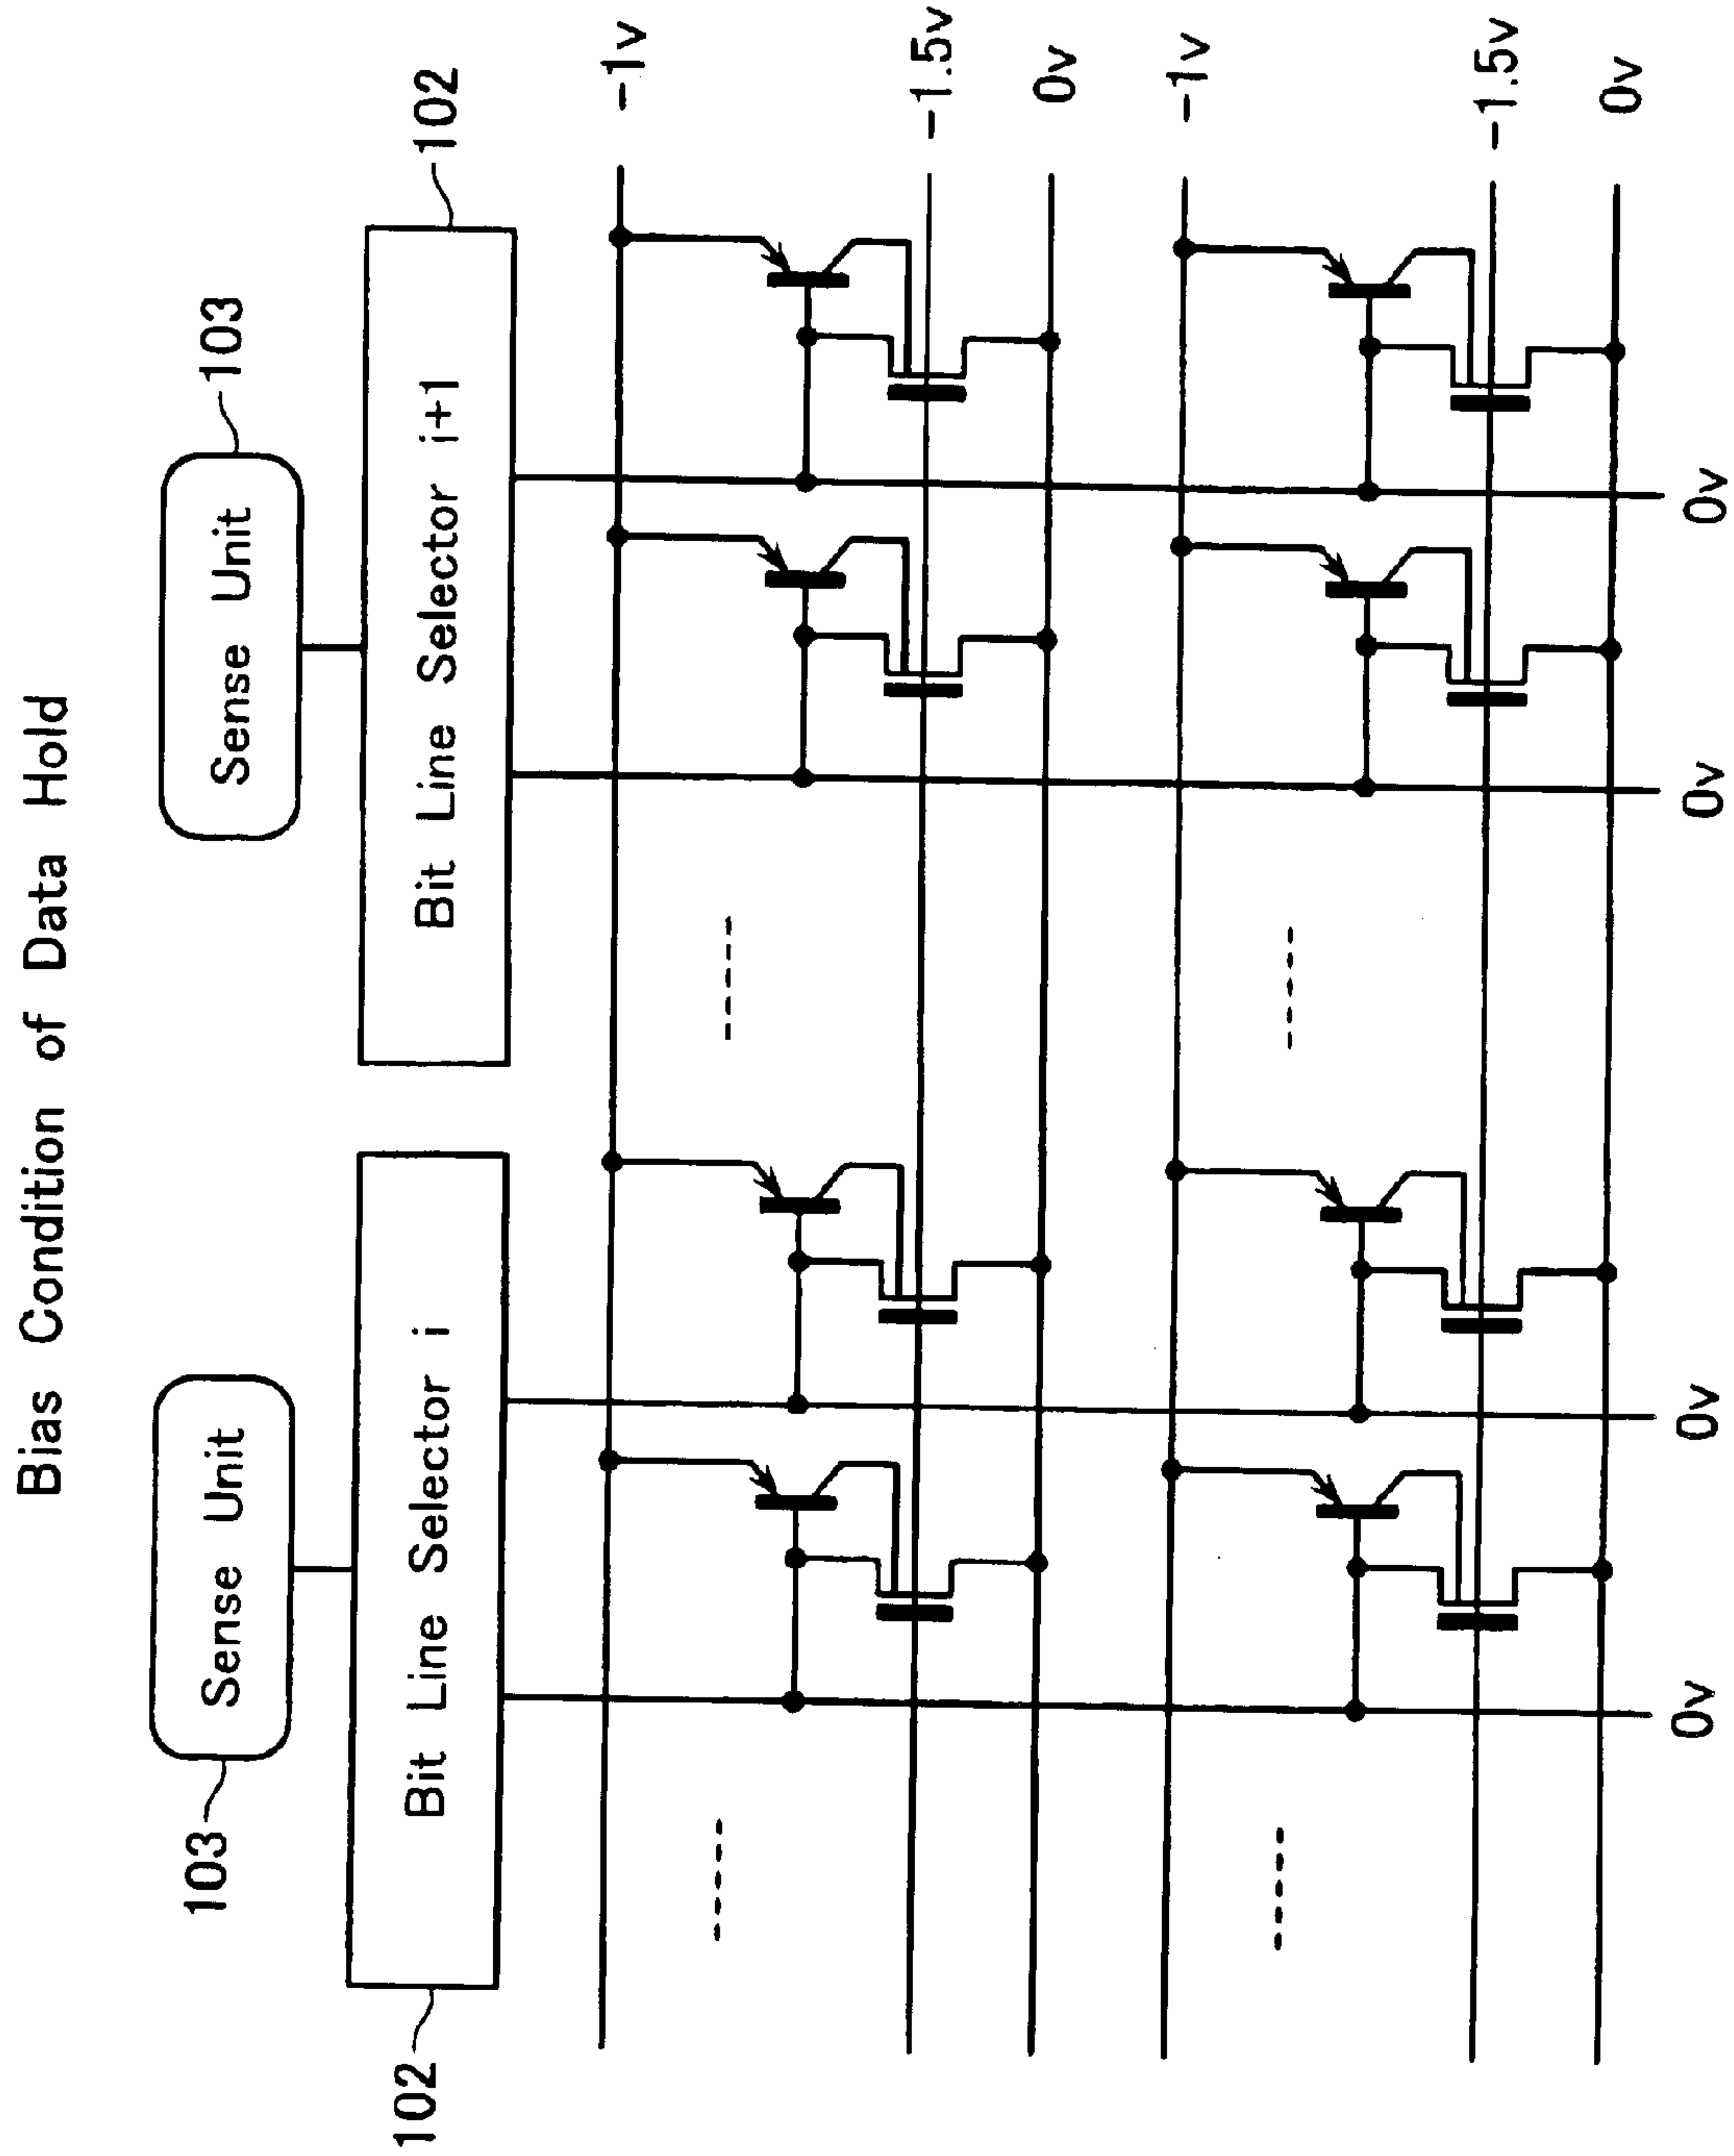 Bias Condition of Data Hold
103
Sense Unit
Sense Unit
103
102
Bit Line Selector i
Bit Line Selector i+1
102
-1v
-1.5v
0v
-1v
-1.5v
0v
0v
0v
0v
0v